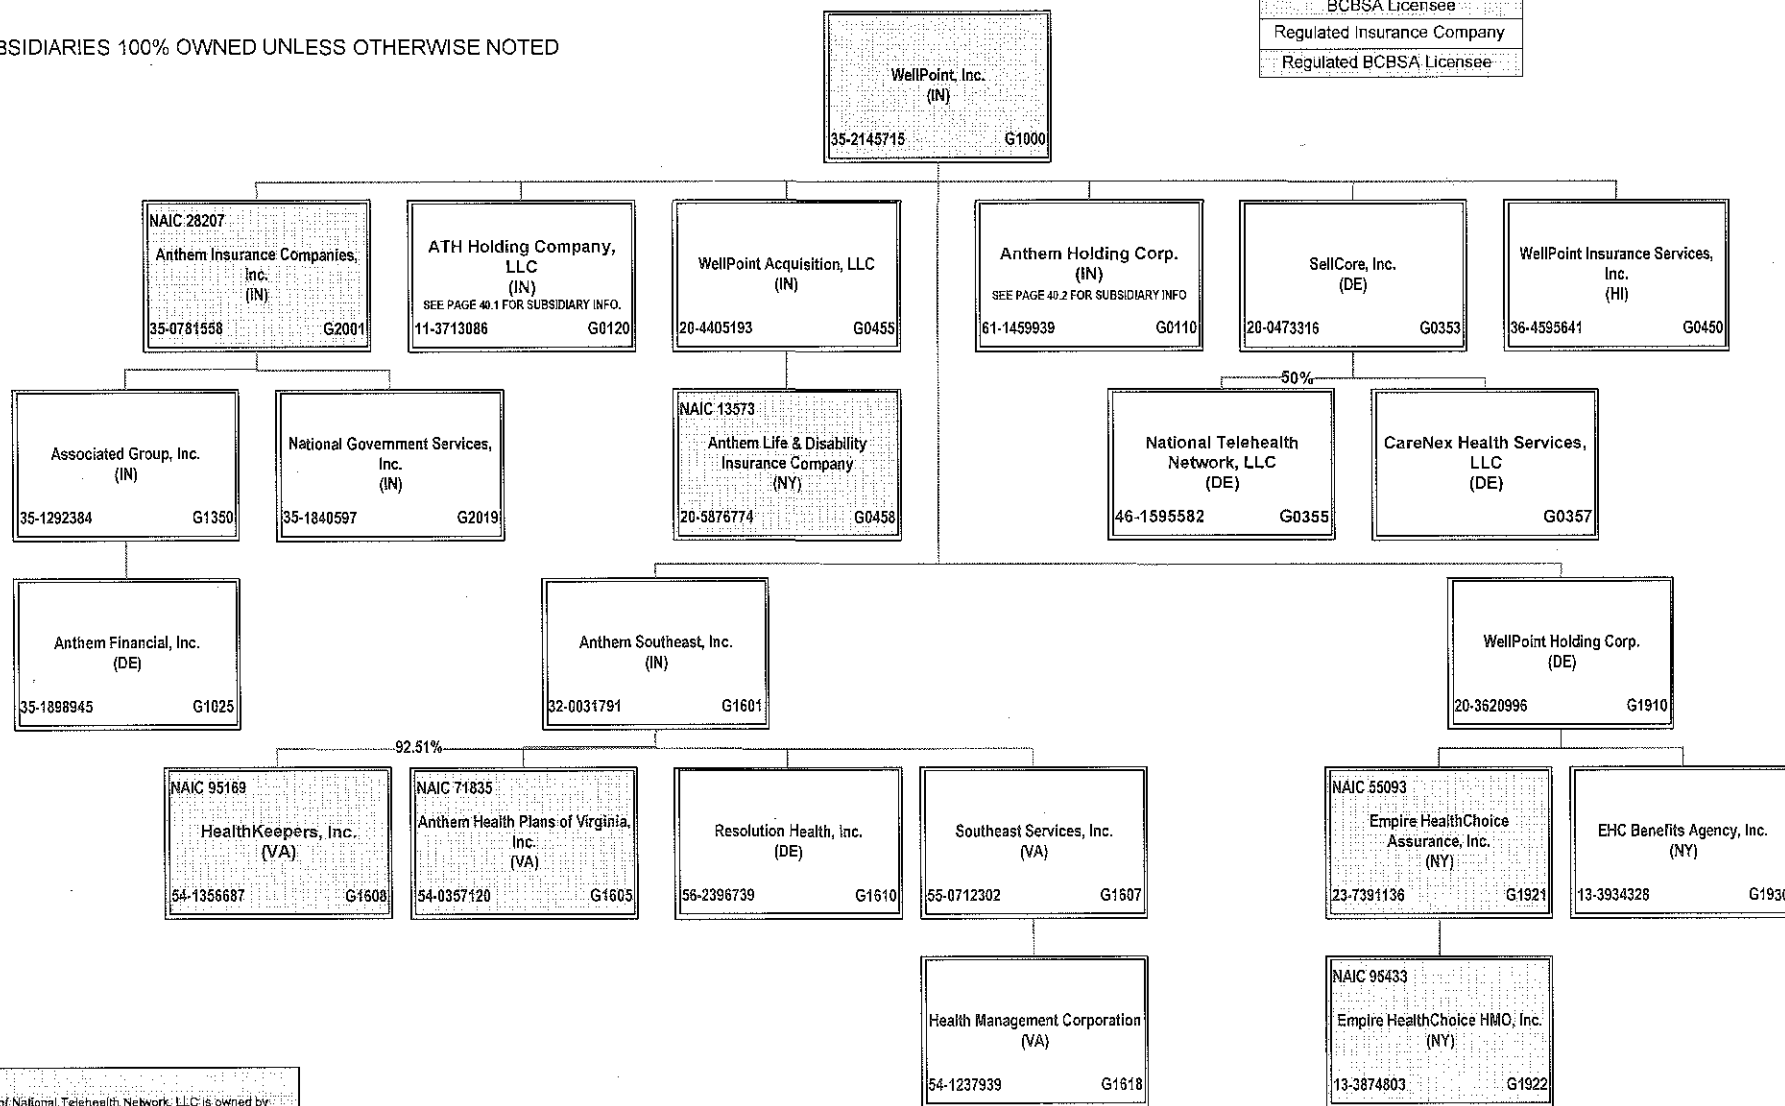 BSIDIARIES 100% OWNED UNLESS OTHERWISE NOTED
BCBSA Licensee
Regulated Insurance Company
Regulated BCBSA Licensee
WellPoint, Inc.
(IN)
35-2145715 G1000
NAIC 28207
Anthem Insurance Companies,
Inc.
(IN)
35-0781558 G2001
ATH Holding Company,
LLC
(IN)
SEE PAGE 40.1 FOR SUBSIDIARY INFO.
11-3713086 G0120
WellPoint Acquisition, LLC
(IN)
20-4405193 G0455
Anthem Holding Corp.
(IN)
SEE PAGE 40.2 FOR SUBSIDIARY INFO
61-1459939 G0110
SellCore, Inc.
(DE)
20-0473316 G0353
WellPoint Insurance Services,
Inc.
(HI)
36-4595641 G0450
50%
Associated Group, Inc.
(IN)
35-1292384 G1350
National Government Services,
Inc.
(IN)
35-1840597 G2019
NAIC 13573
Anthem Life & Disability
Insurance Company
(NY)
20-5876774 G0458
National Telehealth
Network, LLC
(DE)
46-1595582 G0355
CareNex Health Services,
LLC
(DE)
G0357
Anthem Financial, Inc.
(DE)
35-1898945 G1025
Anthem Southeast, Inc.
(IN)
32-0031791 G1601
WellPoint Holding Corp.
(DE)
20-3620996 G1910
92.51%
NAIC 95169
HealthKeepers, Inc.
(VA)
54-1356687 G1608
NAIC 71835
Anthem Health Plans of Virginia,
Inc.
(VA)
54-0357120 G1605
Resolution Health, Inc.
(DE)
56-2396739 G1610
Southeast Services, Inc.
(VA)
55-0712302 G1607
NAIC 55093
Empire HealthChoice
Assurance, Inc.
(NY)
23-7391136 G1921
EHC Benefits Agency, Inc.
(NY)
13-3934328 G1930
Health Management Corporation
(VA)
54-1237939 G1618
NAIC 95433
Empire HealthChoice HMO, Inc.
(NY)
13-3874803 G1922
of National Telehealth Network, LLC is owned by